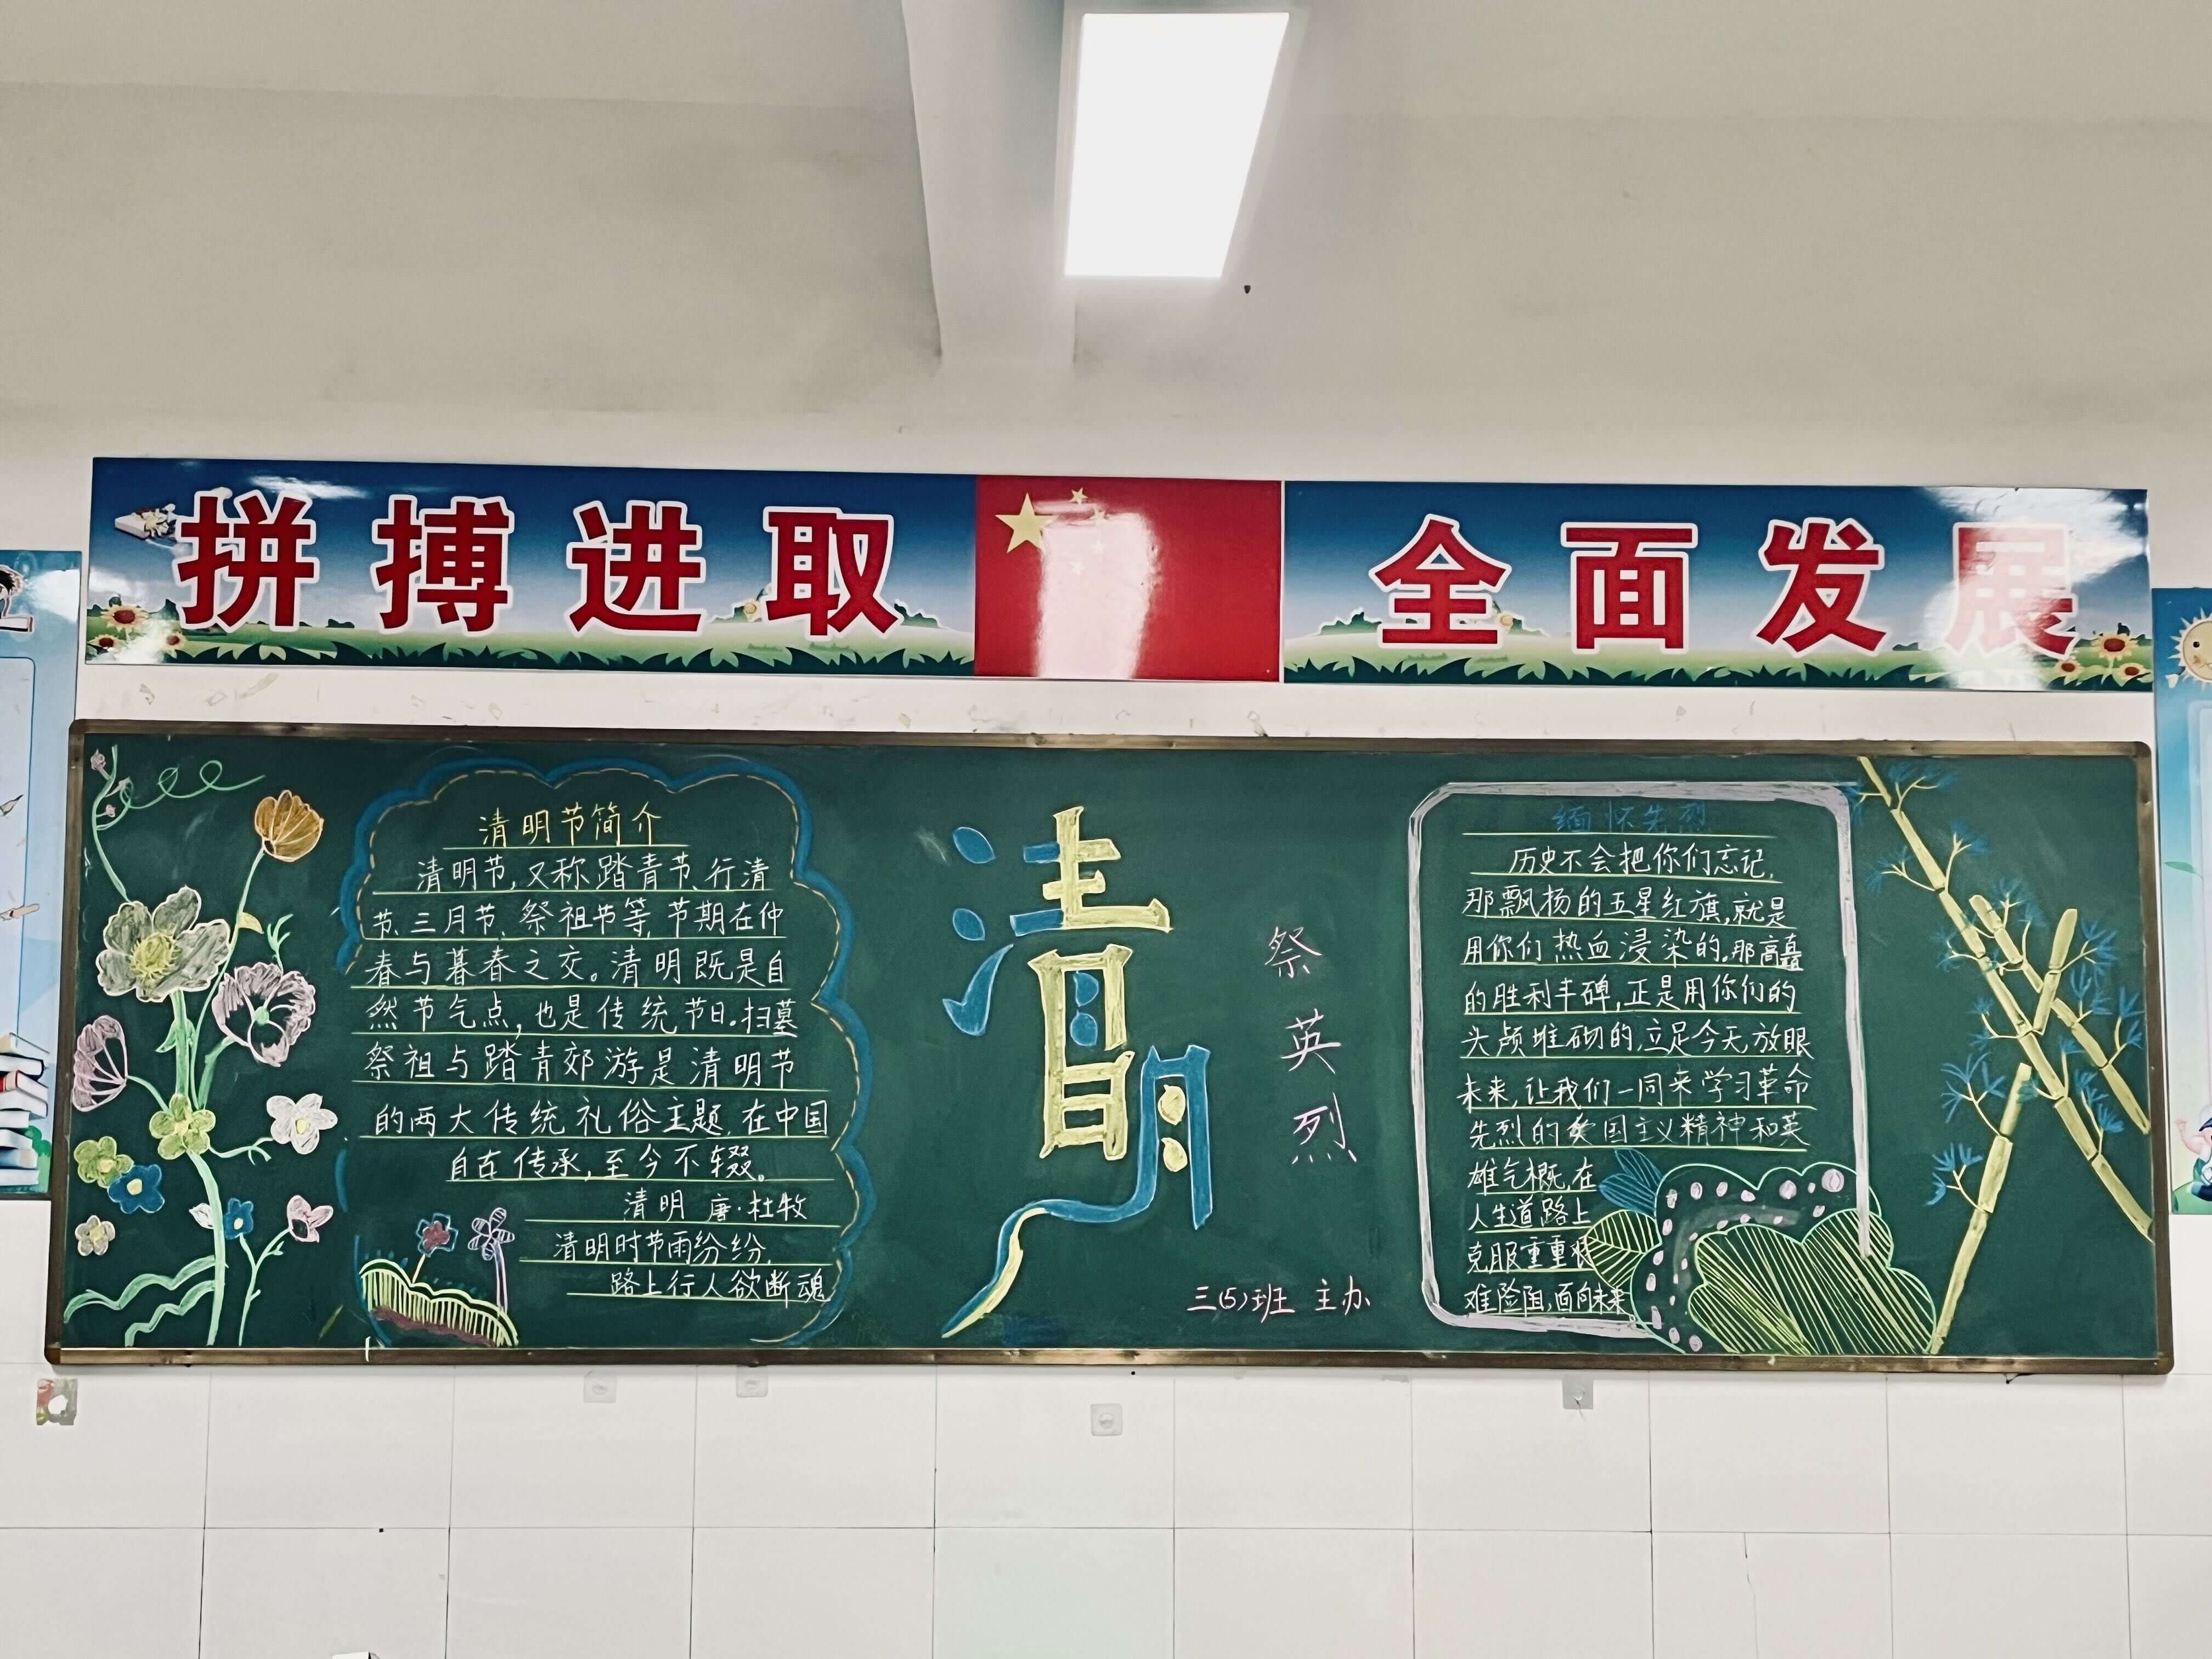 拼搏进取
全面发展
清明节简介
清明节,又称踏青节、行清
节、三月节、祭祖节等,节期在仲
春与暮春之交。清明既是自
然节气点,也是传统节日。扫墓
祭祖与踏青郊游是清明节
的两大传统礼俗主题,在中国
自古传承,至今不辍。
清明 唐·杜牧
清明时节雨纷纷,
路上行人欲断魂
清明
祭英烈
三(5)班 主办
缅怀先烈
历史不会把你们忘记,
那飘扬的五星红旗,就是
用你们热血浸染的。那高矗
的胜利丰碑,正是用你们的
头颅堆砌的,立足今天,放眼
未来,让我们一同来学习革命
先烈的爱国主义精神和英
雄气概,在
人生道路上
克服重重艰
难险阻,面向未来